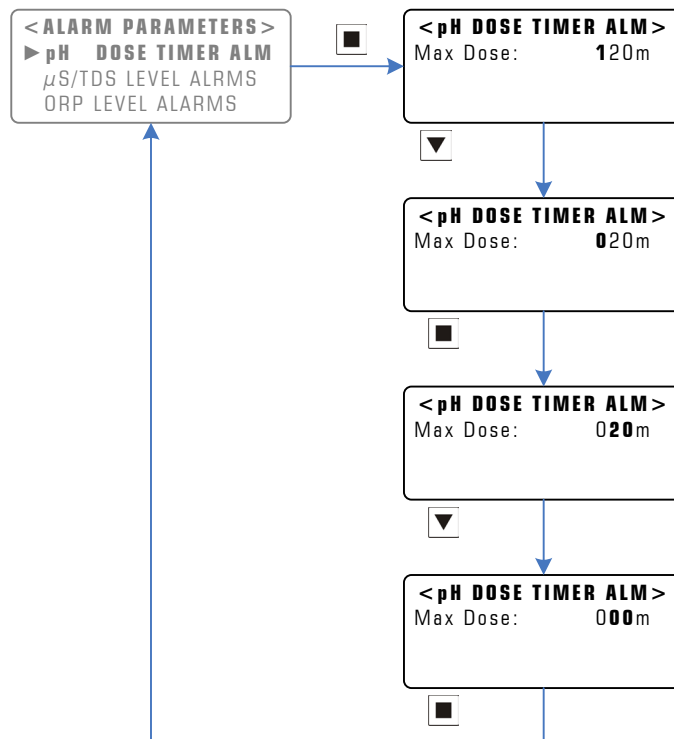 <ALARM PARAMETERS>
►pH DOSE TIMER ALM
µS/TDS LEVEL ALRMS
ORP LEVEL ALARMS
<pH DOSE TIMER ALM>
Max Dose: 120m
<pH DOSE TIMER ALM>
Max Dose: 020m
<pH DOSE TIMER ALM>
Max Dose: 020m
<pH DOSE TIMER ALM>
Max Dose: 000m